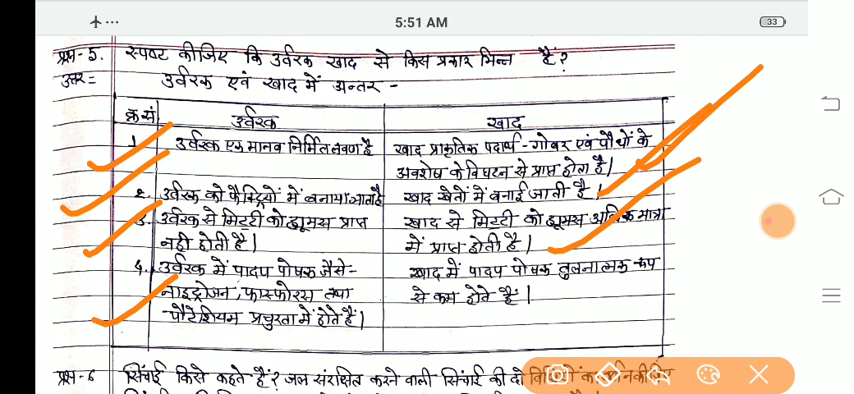 5:51 AM
33
प्रश्न-5. स्पष्ट कीजिए कि उर्वरक खाद से किस प्रकार भिन्न है?
उत्तर= उर्वरक एवं खाद में अन्तर -
क्र.सं. उर्वरक खाद
1. उर्वरक एक मानव निर्मित लवण है खाद प्राकृतिक पदार्थ - गोबर एवं पौधों के
अवशेष के विघटन से प्राप्त होता है|
2. उर्वरक को फैक्ट्रियों में बनाया जाता है खाद खेतों में बनाई जाती है|
3. उर्वरक से मिट्टी को ह्यूमस प्राप्त खाद से मिट्टी को ह्यूमस अधिक मात्रा
नही होती है| में प्राप्त होती है|
4. उर्वरक में पादप पोषक जैसे- खाद में पादप पोषक तुलनात्मक रूप
नाइट्रोजन, फास्फोरस तथा से कम होते हैं|
पोटेशियम प्रचुरता में होते हैं|
प्रश्न-6 सिंचाई किसे कहते हैं? जल संरक्षित करने वाली सिंचाई की दो